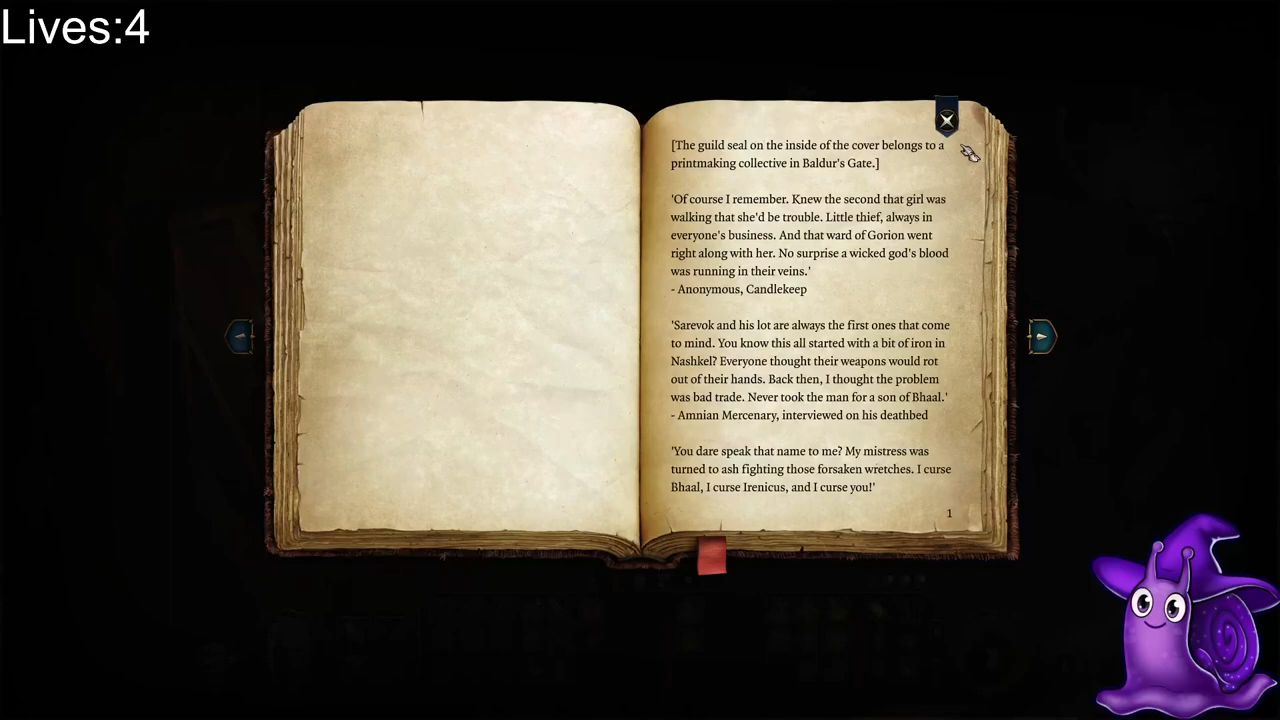 Lives:4
[The guild seal on the inside of the cover belongs to a
printmaking collective in Baldur's Gate.]
'Of course I remember. Knew the second that girl was
walking that she'd be trouble. Little thief, always in
everyone's business. And that ward of Gorion went
right along with her. No surprise a wicked god's blood
was running in their veins.'
- Anonymous, Candlekeep
'Sarevok and his lot are always the first ones that come
to mind. You know this all started with a bit of iron in
Nashkel? Everyone thought their weapons would rot
out of their hands. Back then, I thought the problem
was bad trade. Never took the man for a son of Bhaal.'
- Amnian Mercenary, interviewed on his deathbed
'You dare speak that name to me? My mistress was
turned to ash fighting those forsaken wretches. I curse
Bhaal, I curse Irenicus, and I curse you!'
1